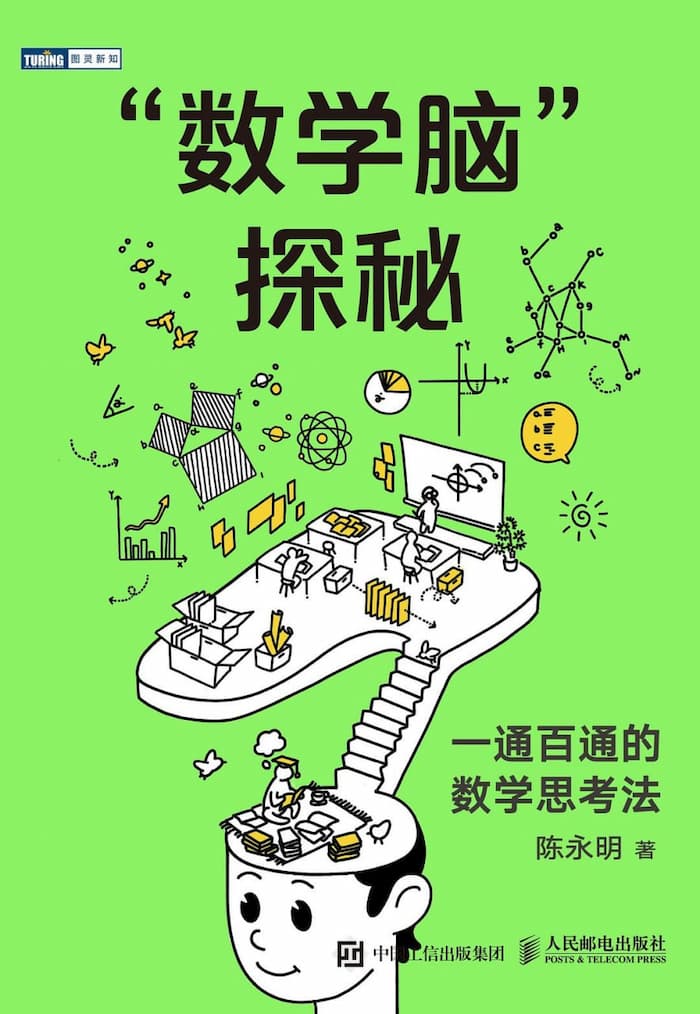 TURING 图灵新知
“数学脑”
探秘
一通百通的
数学思考法
陈永明 著
中国工信出版集团
人民邮电出版社
POSTS & TELECOM PRESS